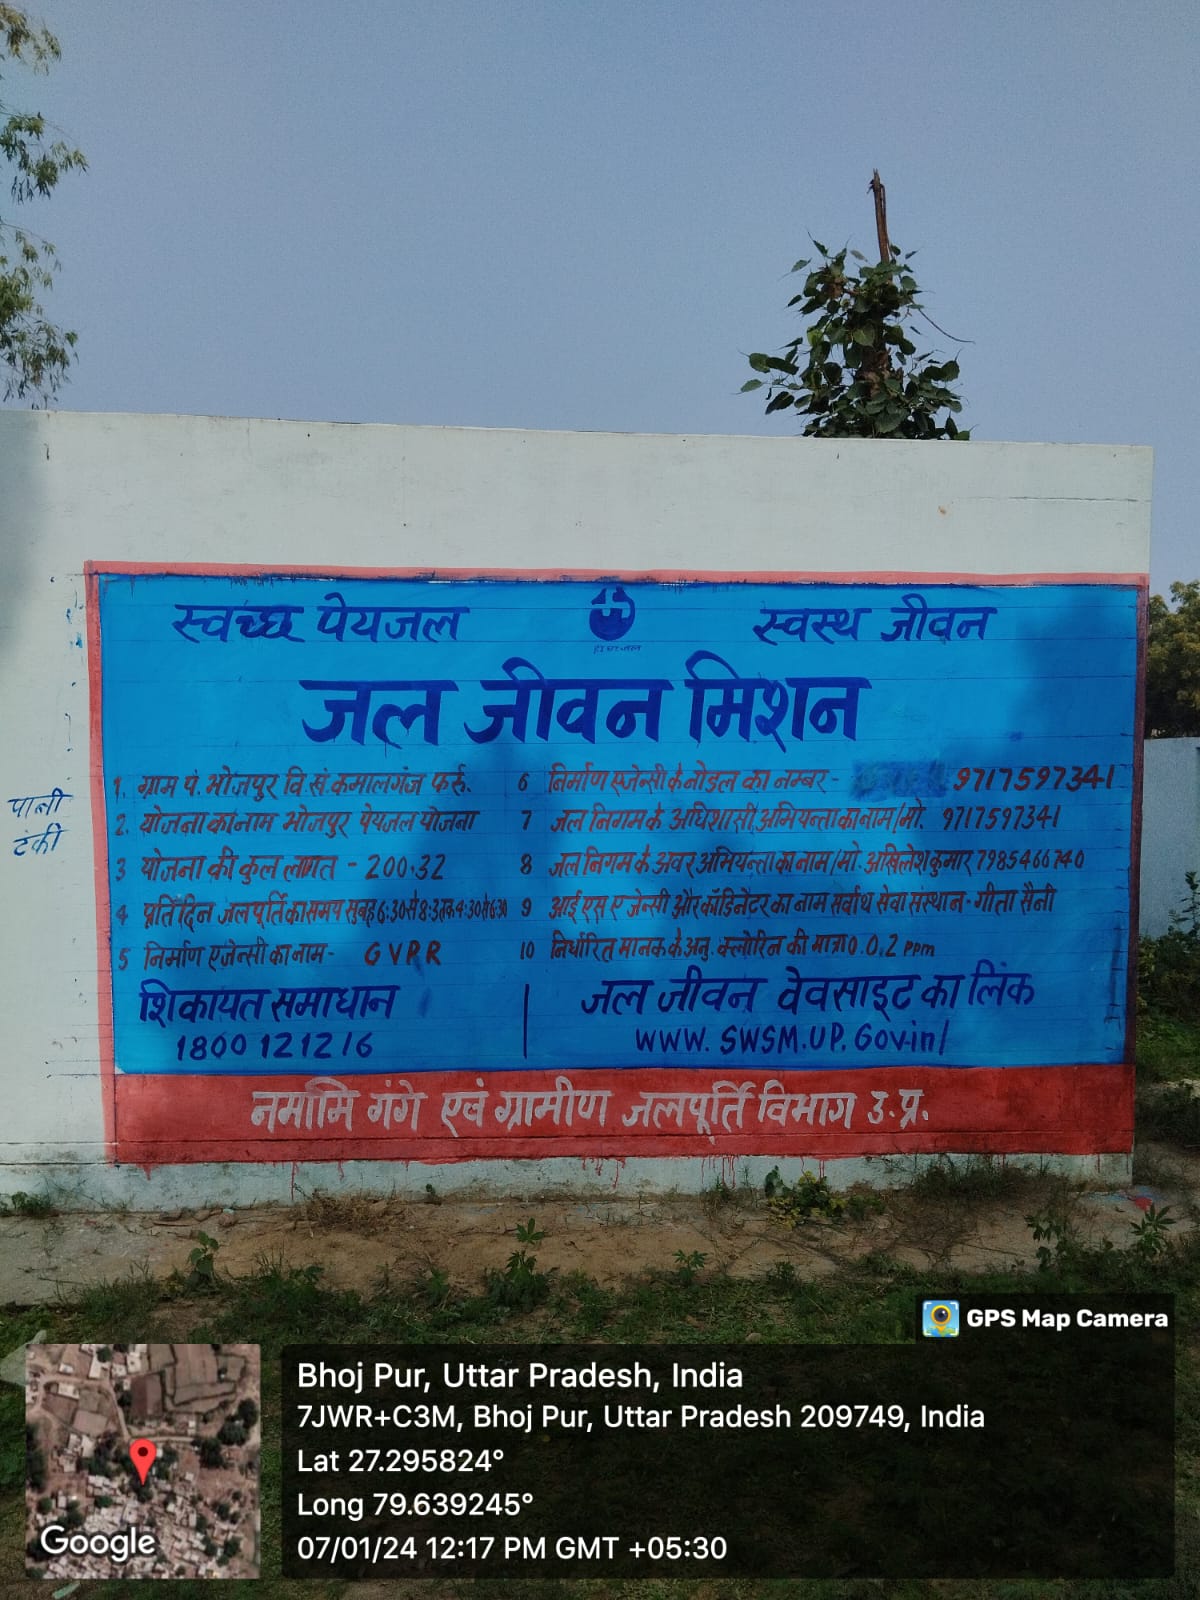 स्वच्छ पेयजल
स्वस्थ जीवन
जल जीवन मिशन
1. ग्राम पं. भोजपुर वि.खं. कमालगंज फर्रु.
2. योजना का नाम भोजपुर पेयजल योजना
3 योजना की कुल लागत - 200.32
4 प्रति दिन जलपूर्ति का समय सुबह 6:30 से 8:3 तक 4:30 से 6:30
5 निर्माण एजेन्सी का नाम- GVPR
6 निर्माण एजेन्सी के नोडल का नम्बर- 9717597341
7 जल निगम के अधिशासी अभियन्ता का नाम/मो. 9717597341
8 जल निगम के अवर अभियन्ता का नाम/मो. अखिलेश कुमार 7985466740
9 आई एस ए जेन्सी और कॉडिनेटर का नाम सर्वाथ सेवा संस्थान - गीता सैनी
10 निर्धारित मानक के अनु. क्लोरिन की मात्रा 0.0.2 PPm
शिकायत समाधान
1800 121216
जल जीवन वेवसाइट का लिंक
WWW. SWSM.UP. Gov.in/
नमामि गंगे एवं ग्रामीण जलपूर्ति विभाग उ.प्र.
पानी
टंकी
GPS Map Camera
Bhoj Pur, Uttar Pradesh, India
7JWR+C3M, Bhoj Pur, Uttar Pradesh 209749, India
Lat 27.295824°
Long 79.639245°
07/01/24 12:17 PM GMT +05:30
Google